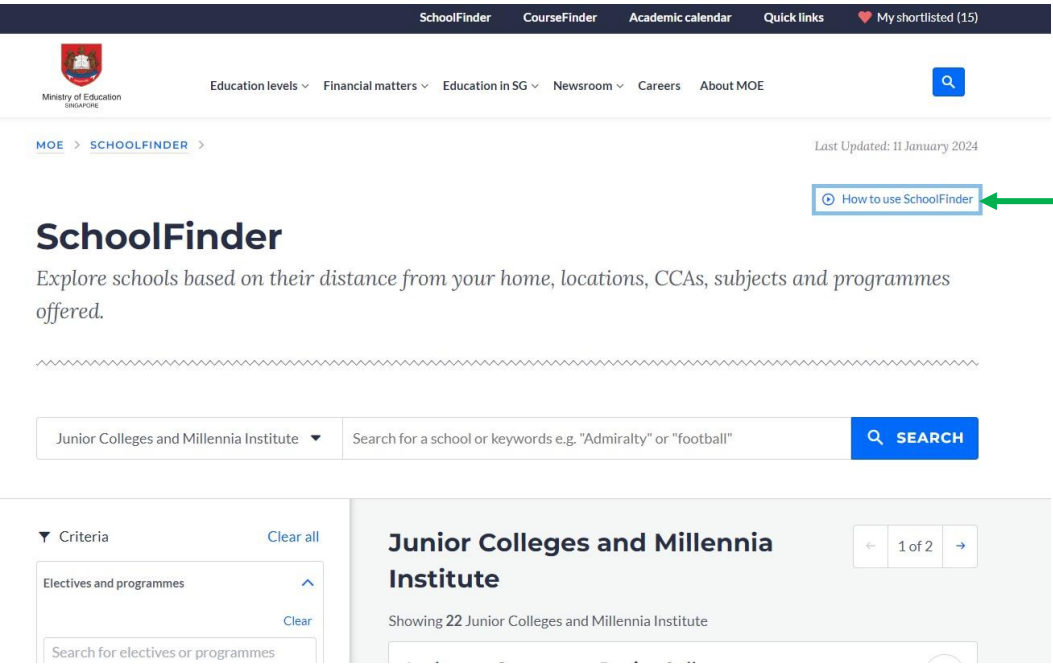 SchoolFinder CourseFinder Academic calendar Quick links My shortlisted (15)
Ministry of Education
SINGAPORE
Education levels Financial matters Education in SG Newsroom Careers About MOE
MOE > SCHOOLFINDER >
Last Updated: 11 January 2024
How to use SchoolFinder
SchoolFinder
Explore schools based on their distance from your home, locations, CCAs, subjects and programmes
offered.
Junior Colleges and Millennia Institute
Search for a school or keywords e.g. "Admiralty" or "football"
SEARCH
Criteria
Clear all
Electives and programmes
Clear
Search for electives or programmes
Junior Colleges and Millennia
Institute
← 1 of 2 →
Showing 22 Junior Colleges and Millennia Institute